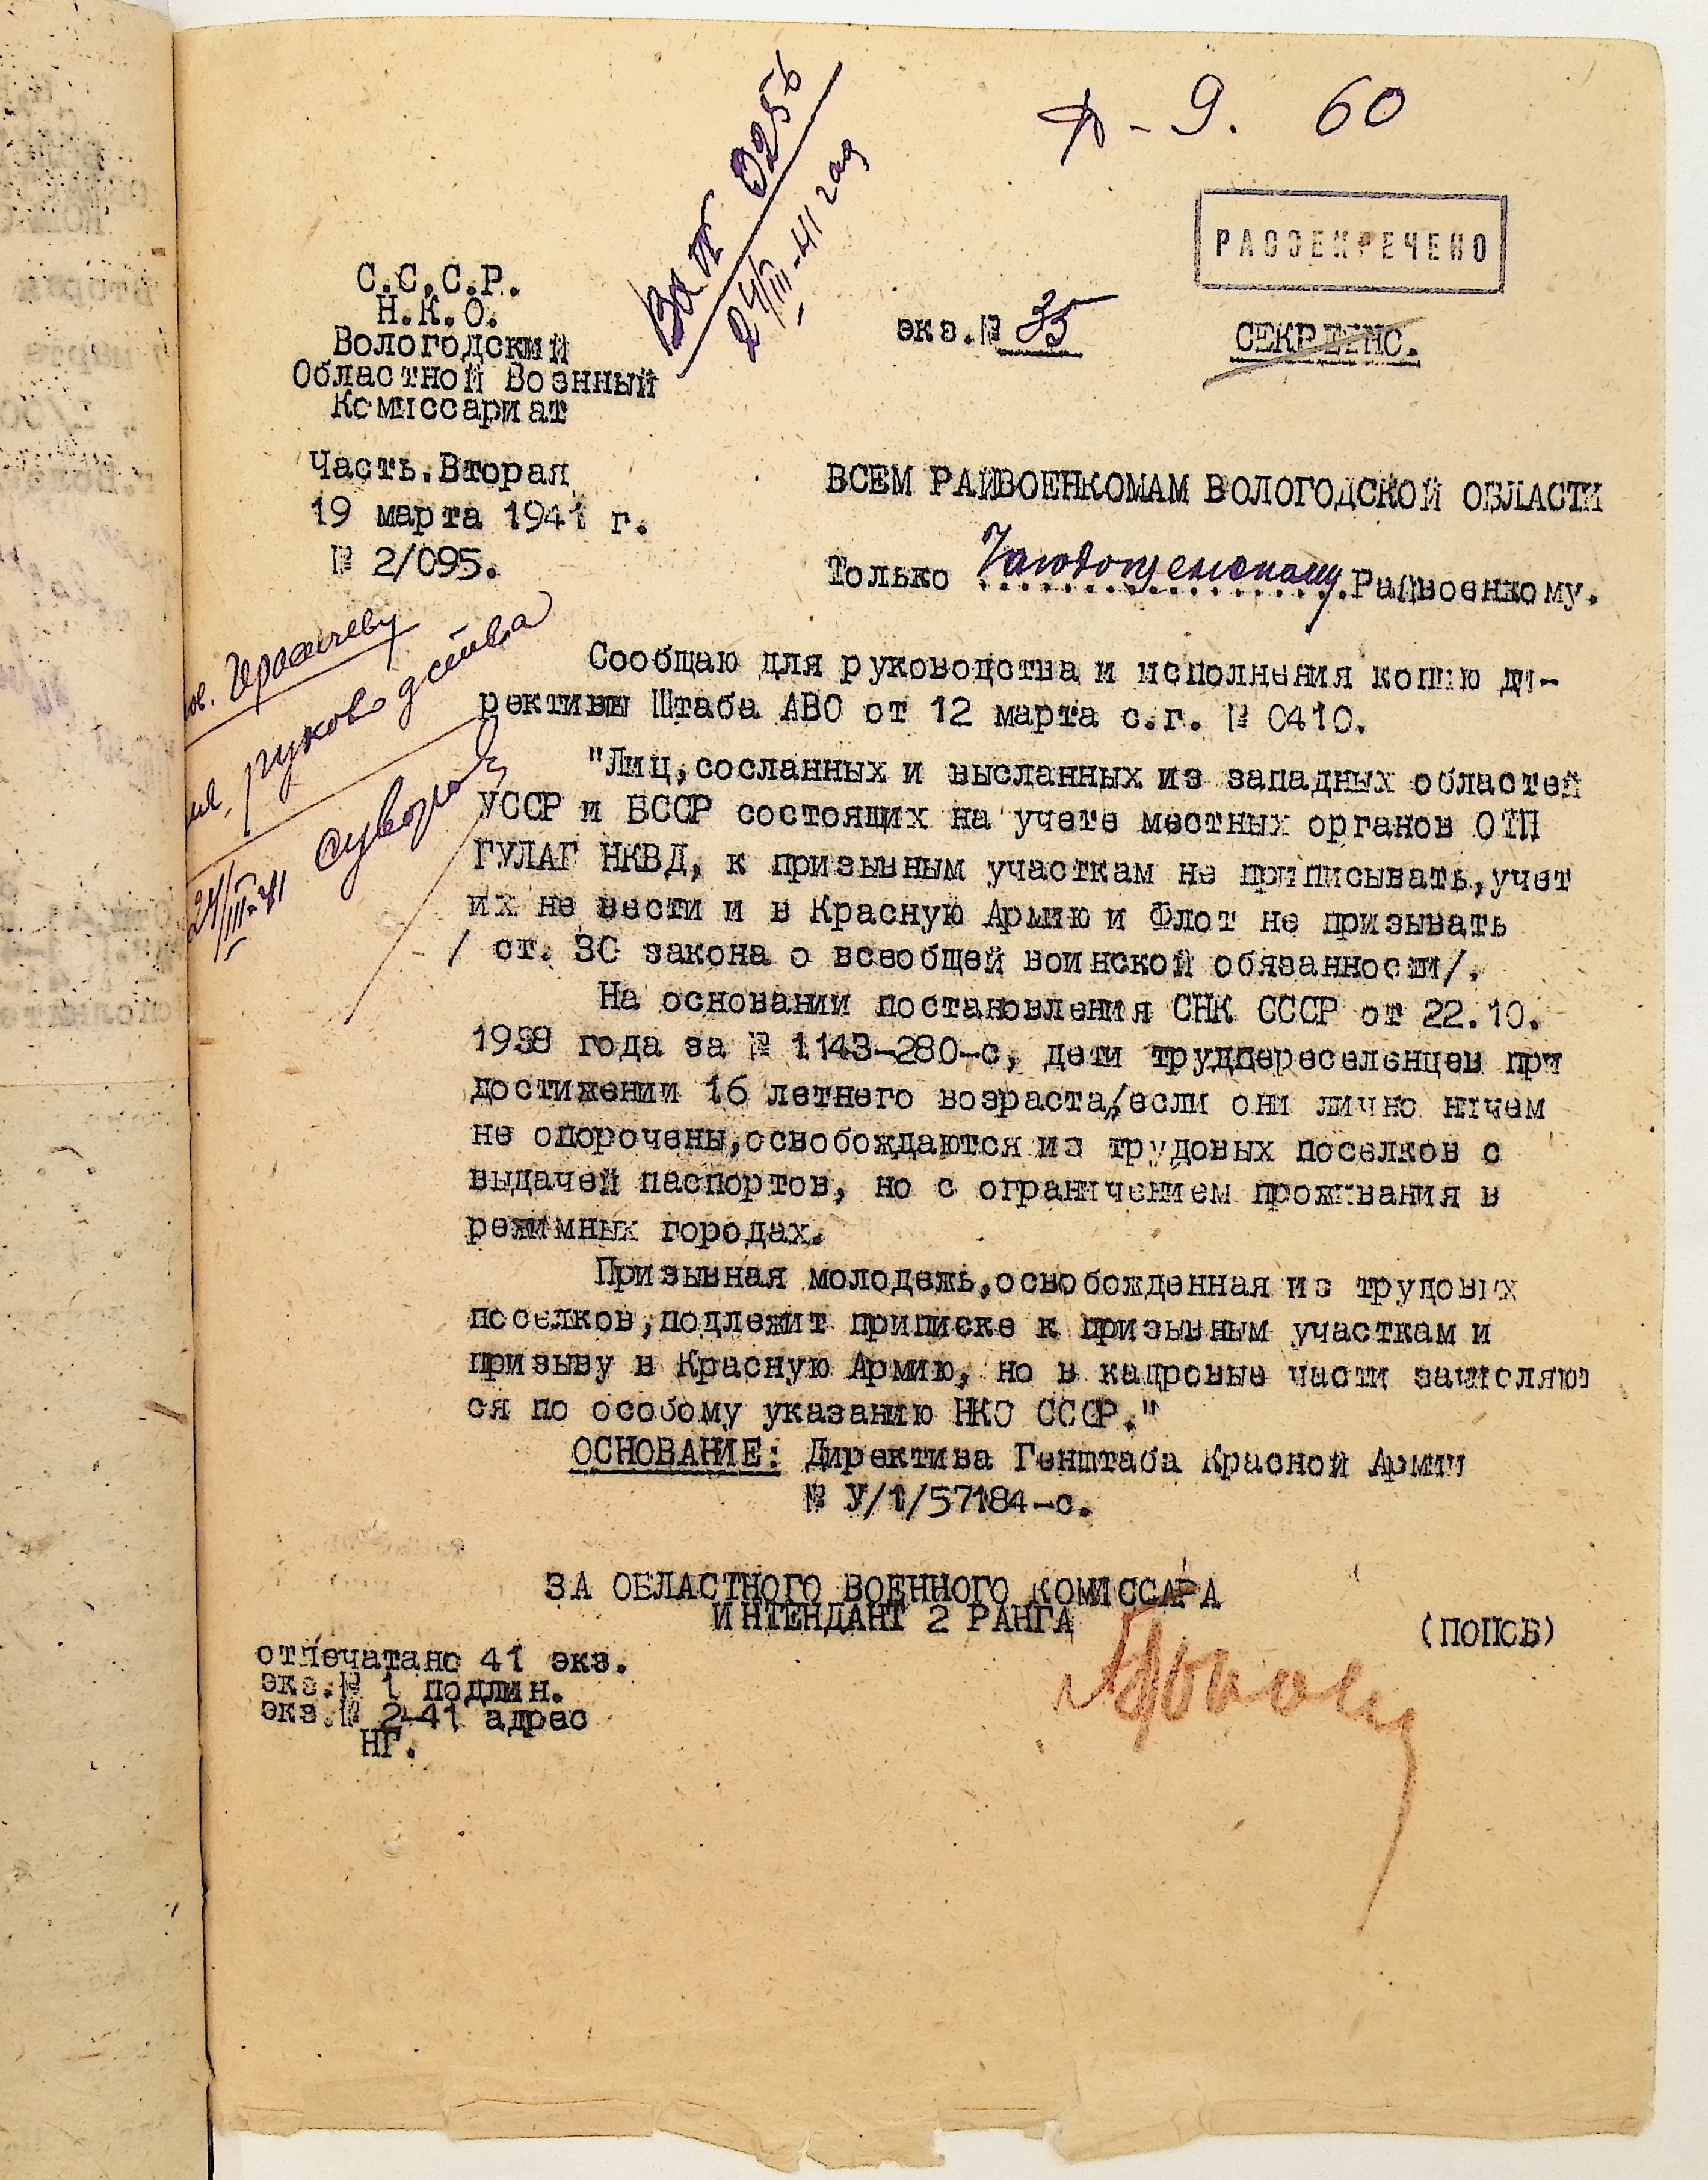 Д-9. 60
Вх № 0256
24/III-41 год
РАССЕКРЕЧЕНО
С.С.С.Р.
Н.К.О.
Вологодский
Областной Военный
Комиссариат
экз.№ 35
СЕКРЕТНО.
Часть.Вторая
19 марта 1941 г.
№ 2/095.
ВСЕМ РАЙВОЕНКОМАМ ВОЛОГОДСКОЙ ОБЛАСТИ
Только Чагодощенскому Райвоенкому.
руководства
24/III-41
Сообщаю для руководства и исполнения копию ди-
рективы Штаба АВО от 12 марта с.г. № 0410.
"Лиц,сосланных и высланных из западных областей
УССР и БССР состоящих на учете местных органов ОТП
ГУЛАГ НКВД, к призывным участкам не приписывать,учет
их не вести и в Красную Армию и Флот не призывать
/ ст. 30 закона о всеобщей воинской обязанности/.
На основании постановления СНК СССР от 22.10.
1938 года за № 1143-280-с, дети трудпереселенцев при
достижении 16 летнего возраста,/если они лично ничем
не опорочены,освобождаются из трудовых поселков с
выдачей паспортов, но с ограничением проживания в
режимных городах.
Призывная молодежь,освобожденная из трудовых
поселков,подлежит приписке к призывным участкам и
призыву в Красную Армию, но в кадровые части зачисляют
ся по особому указанию НКО СССР."
ОСНОВАНИЕ: Директива Генштаба Красной Армии
№ У/1/57184-с.
ЗА ОБЛАСТНОГО ВОЕННОГО КОМИССАРА
ИНТЕНДАНТ 2 РАНГА
(ПОПОВ)
отпечатано 41 экз.
экз.№ 1 подлин.
экз.№ 2-41 адрес
НГ.